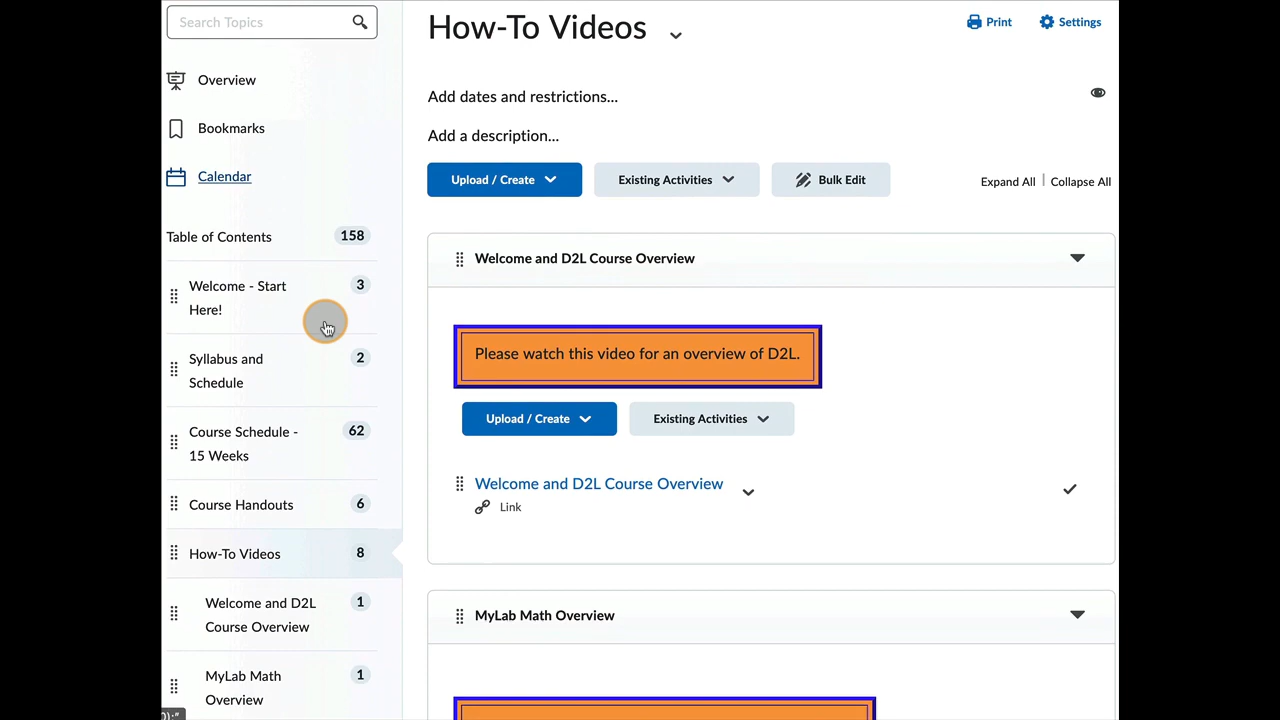 Search Topics
Overview
Bookmarks
Calendar
Table of Contents 158
Welcome - Start
Here!
3
Syllabus and
Schedule
2
Course Schedule -
15 Weeks
62
Course Handouts 6
How-To Videos 8
Welcome and D2L
Course Overview
1
MyLab Math
Overview
1
How-To Videos
Print Settings
Add dates and restrictions...
Add a description...
Upload / Create Existing Activities Bulk Edit
Expand All | Collapse All
Welcome and D2L Course Overview
Please watch this video for an overview of D2L.
Upload / Create Existing Activities
Welcome and D2L Course Overview
Link
MyLab Math Overview